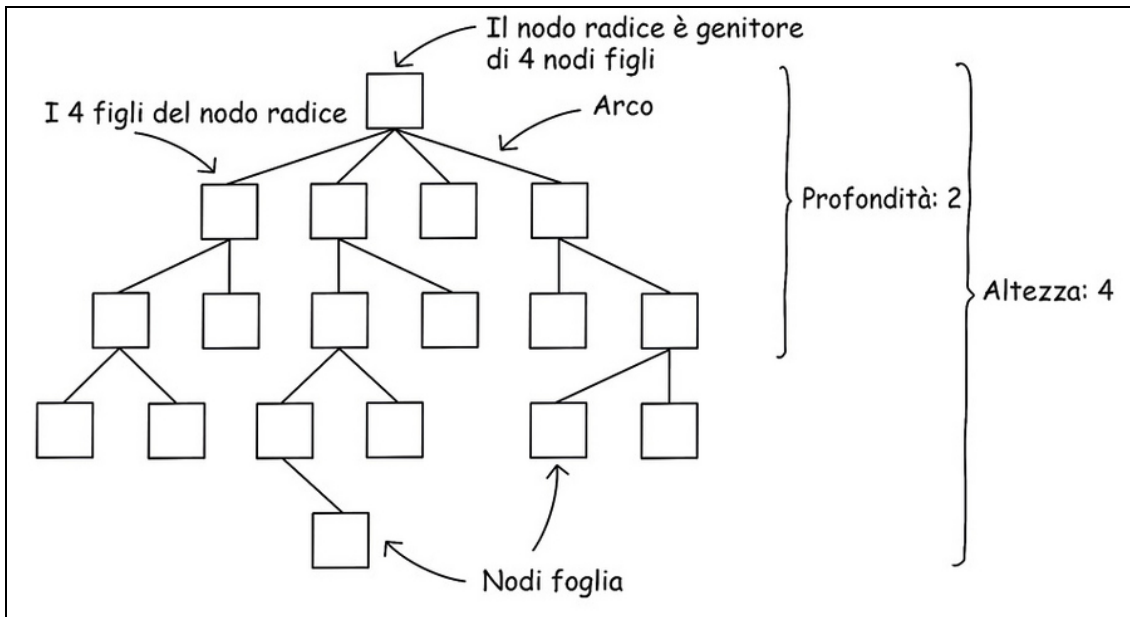 Il nodo radice è genitore
di 4 nodi figli
I 4 figli del nodo radice
Arco
Profondità: 2
Altezza: 4
Nodi foglia